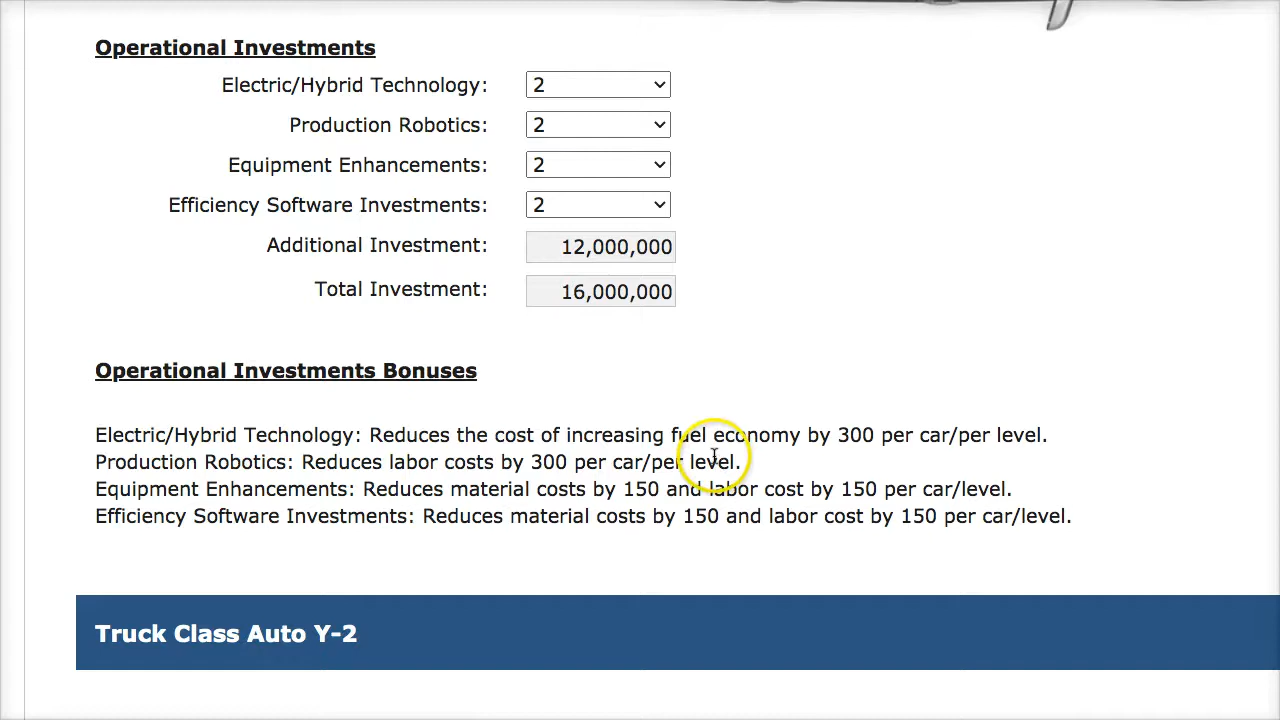 Operational Investments
Electric/Hybrid Technology: 2
Production Robotics: 2
Equipment Enhancements: 2
Efficiency Software Investments: 2
Additional Investment: 12,000,000
Total Investment: 16,000,000
Operational Investments Bonuses
Electric/Hybrid Technology: Reduces the cost of increasing fuel economy by 300 per car/per level.
Production Robotics: Reduces labor costs by 300 per car/per level.
Equipment Enhancements: Reduces material costs by 150 and labor cost by 150 per car/level.
Efficiency Software Investments: Reduces material costs by 150 and labor cost by 150 per car/level.
Truck Class Auto Y-2